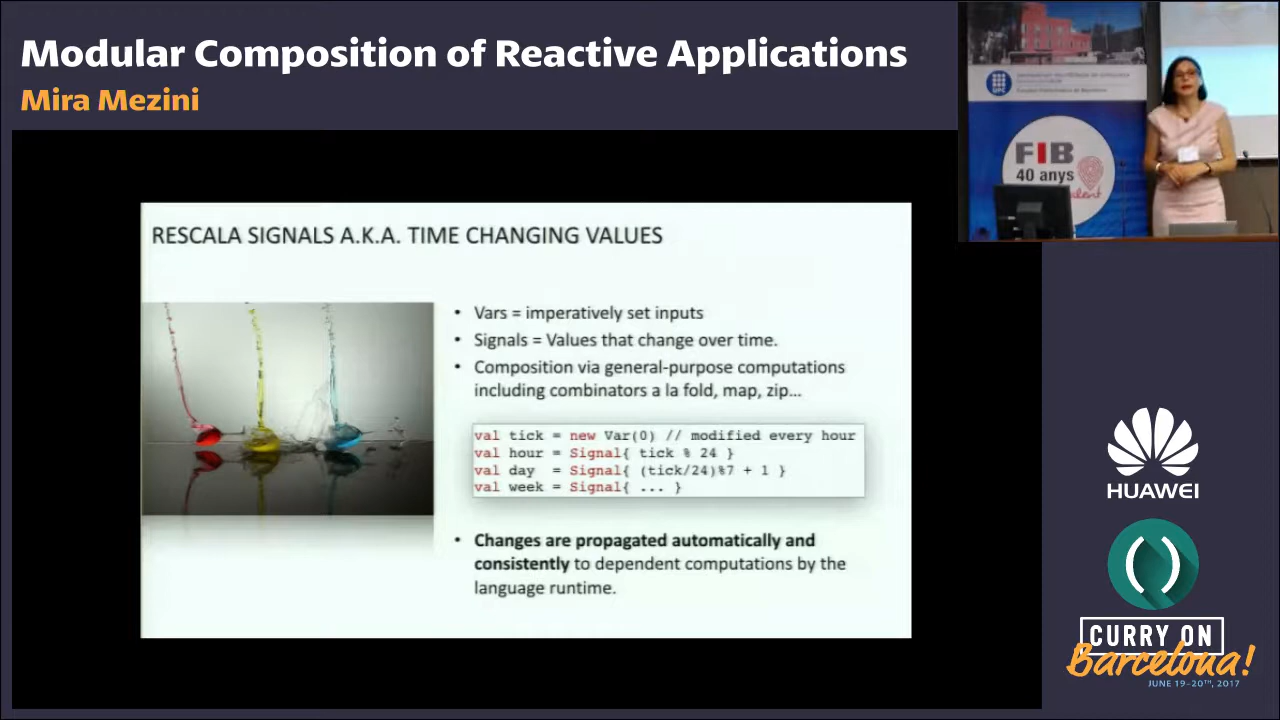 Modular Composition of Reactive Applications
Mira Mezini
UPC
FIB
40 anys
RESCALA SIGNALS A.K.A. TIME CHANGING VALUES
• Vars = imperatively set inputs
• Signals = Values that change over time.
• Composition via general-purpose computations
including combinators a la fold, map, zip...
val tick = new Var(0) // modified every hour
val hour = Signal{ tick % 24 }
val day  = Signal{ (tick/24)%7 + 1 }
val week = Signal{ ... }
• Changes are propagated automatically and
consistently to dependent computations by the
language runtime.
HUAWEI
( )
CURRY ON
Barcelona!
JUNE 19-20TH, 2017